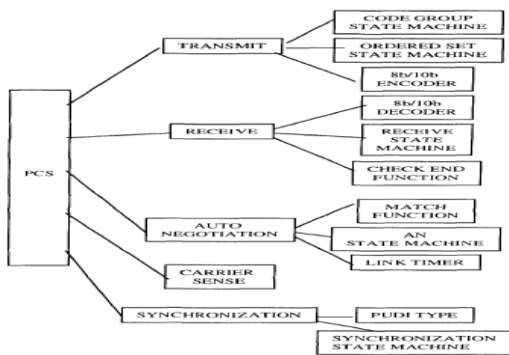 CODE GROUP
STATE MACHINE
TRANSMIT
ORDERED SET
STATE MACHINE
8b/10b
ENCODER
8b/10b
DECODER
RECEIVE
RECEIVE
STATE
MACHINE
PCS
CHECK END
FUNCTION
MATCH
FUNCTION
AUTO
NEGOTIATION
AN
STATE MACHINE
LINK TIMER
CARRIER
SENSE
SYNCHRONIZATION
PUDI TYPE
SYNCHRONIZATION
STATE MACHINE